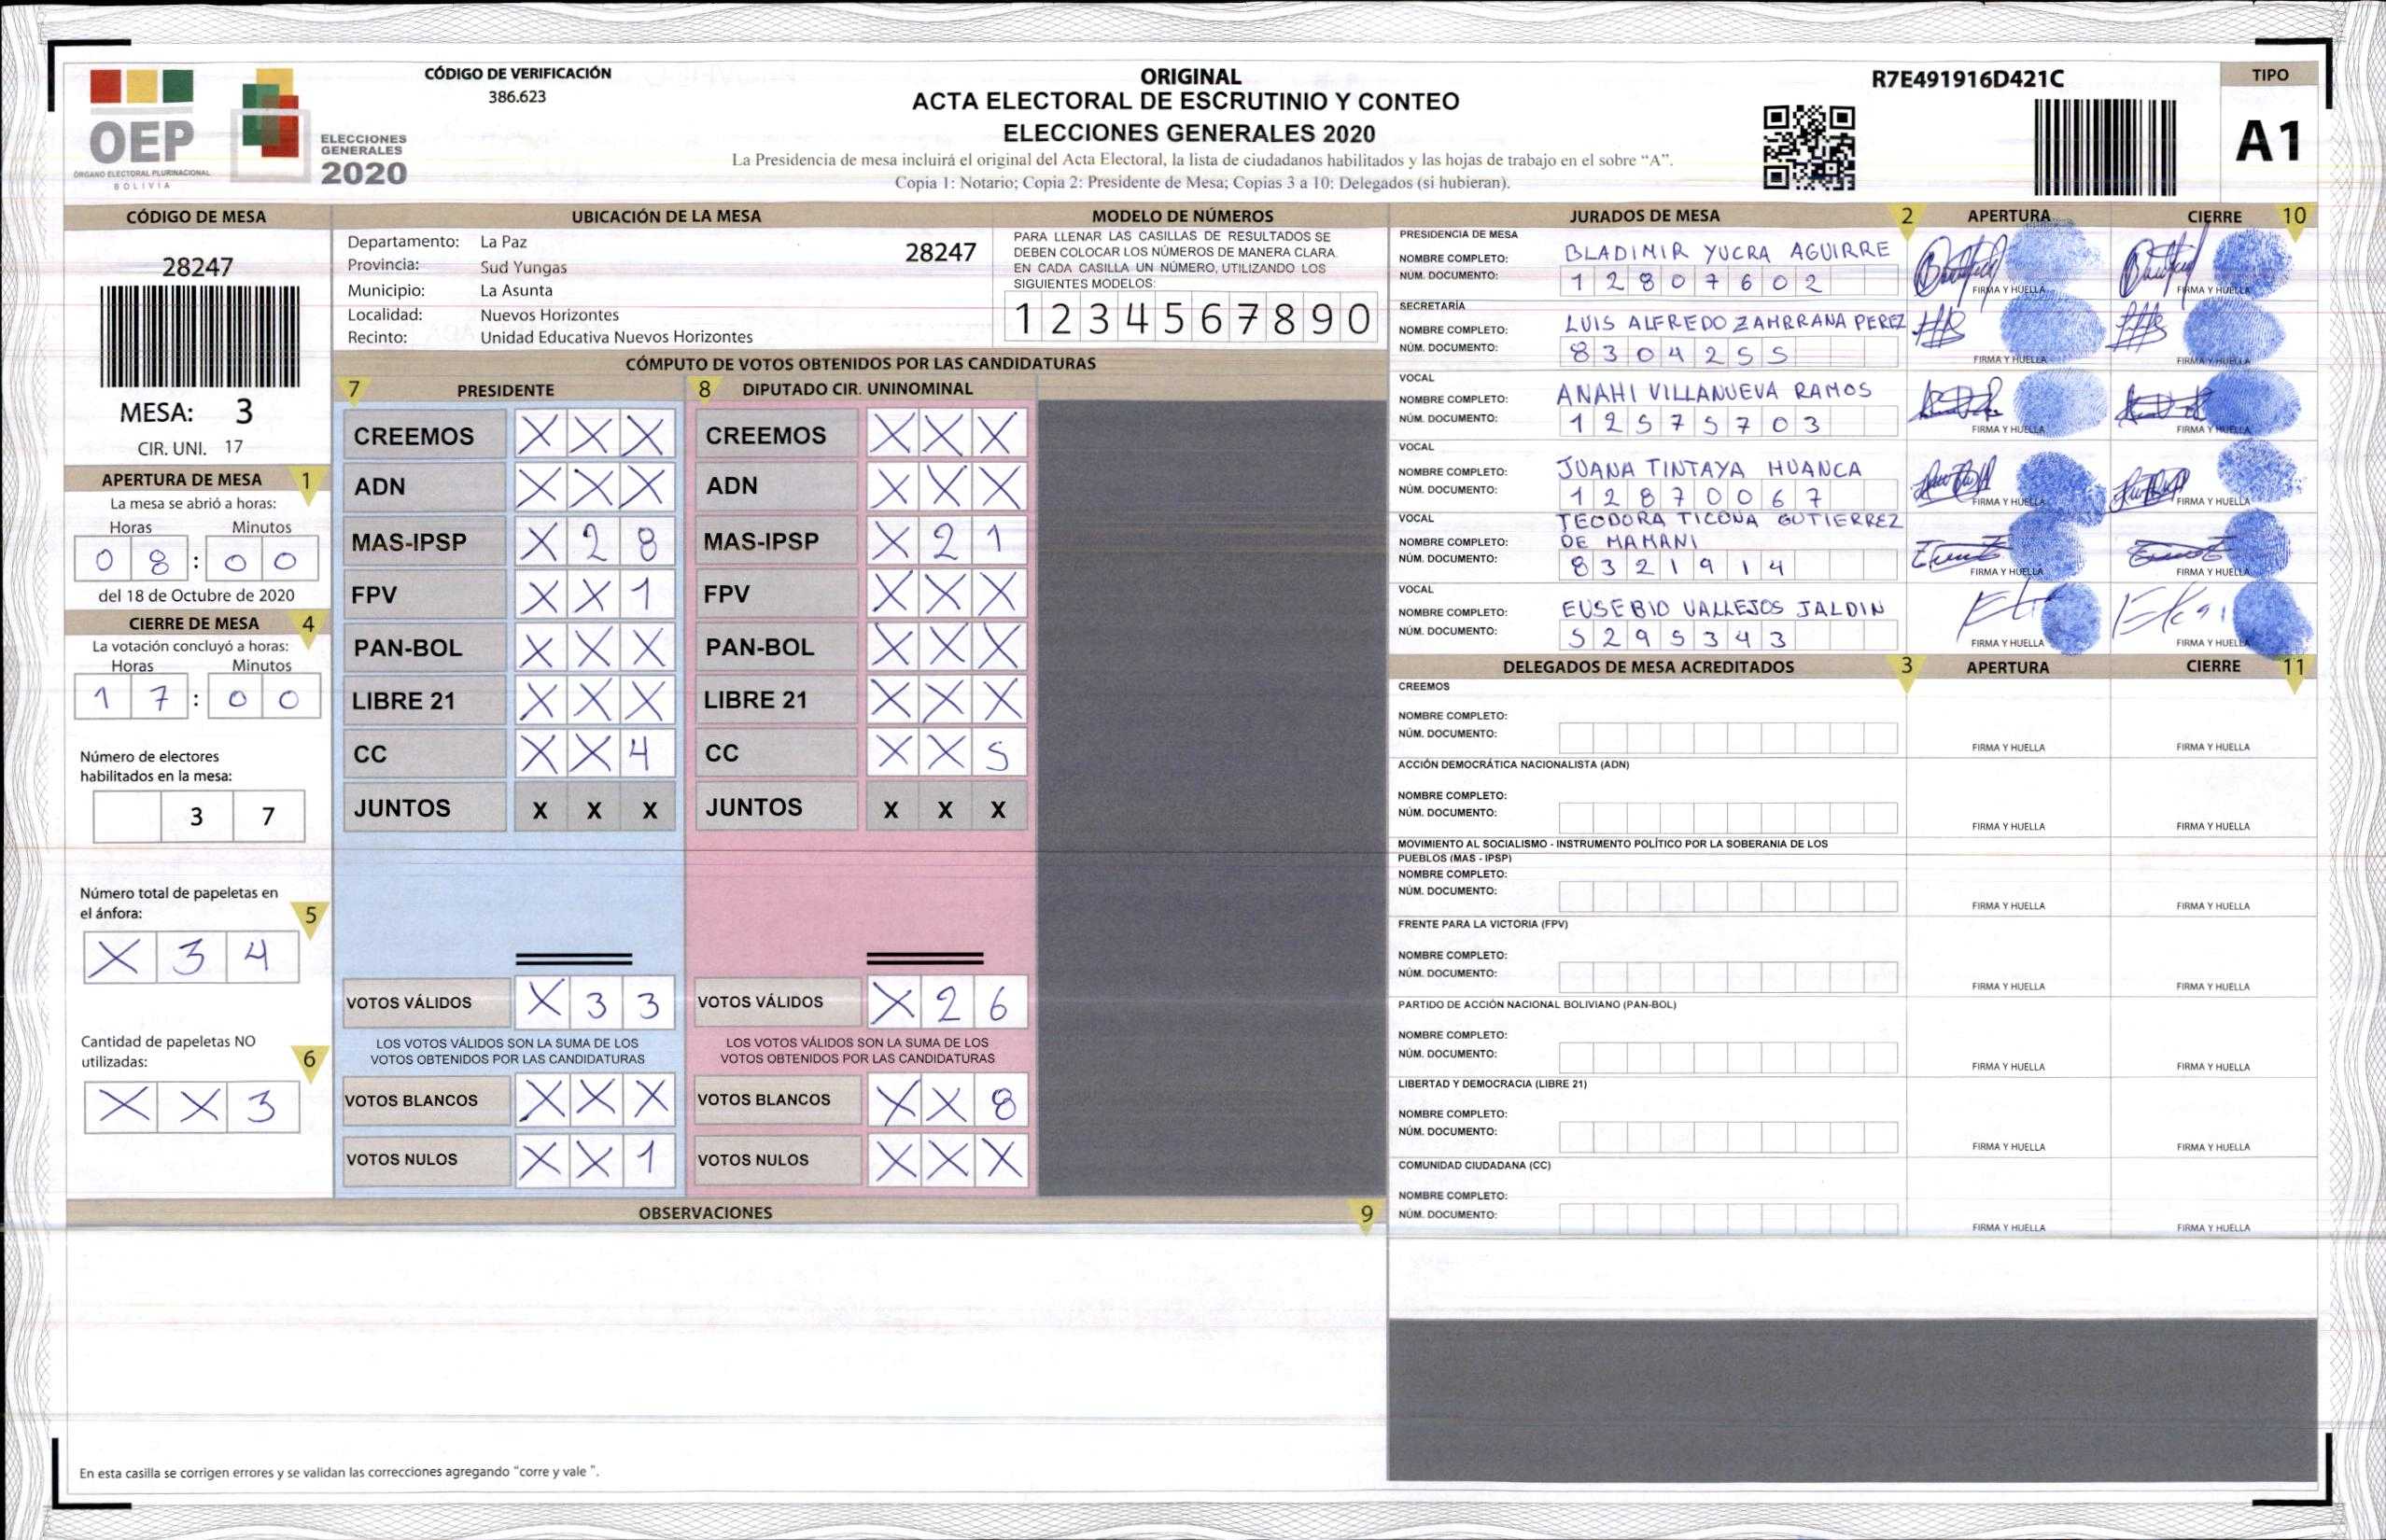 CÓDIGO DE VERIFICACIÓN
386.623
OEP
ÓRGANO ELECTORAL PLURINACIONAL
BOLIVIA
ELECCIONES
GENERALES
2020
ORIGINAL
ACTA ELECTORAL DE ESCRUTINIO Y CONTEO
ELECCIONES GENERALES 2020
La Presidencia de mesa incluirá el original del Acta Electoral, la lista de ciudadanos habilitados y las hojas de trabajo en el sobre “A”.
Copia 1: Notario; Copia 2: Presidente de Mesa; Copias 3 a 10: Delegados (si hubieran).
R7E491916D421C
TIPO
A1
CÓDIGO DE MESA
28247
MESA: 3
CIR. UNI. 17
APERTURA DE MESA 1
La mesa se abrió a horas:
Horas Minutos
0 8 : 0 0
del 18 de Octubre de 2020
CIERRE DE MESA 4
La votación concluyó a horas:
Horas Minutos
1 7 : 0 0
Número de electores
habilitados en la mesa:
3 7
Número total de papeletas en
el ánfora: 5
X 3 4
Cantidad de papeletas NO
utilizadas: 6
X X 3
UBICACIÓN DE LA MESA
Departamento: La Paz 28247
Provincia: Sud Yungas
Municipio: La Asunta
Localidad: Nuevos Horizontes
Recinto: Unidad Educativa Nuevos Horizontes
MODELO DE NÚMEROS
PARA LLENAR LAS CASILLAS DE RESULTADOS SE
DEBEN COLOCAR LOS NÚMEROS DE MANERA CLARA.
EN CADA CASILLA UN NÚMERO, UTILIZANDO LOS
SIGUIENTES MODELOS:
1 2 3 4 5 6 7 8 9 0
CÓMPUTO DE VOTOS OBTENIDOS POR LAS CANDIDATURAS
7 PRESIDENTE 8 DIPUTADO CIR. UNINOMINAL
CREEMOS X X X CREEMOS X X X
ADN X X X ADN X X X
MAS-IPSP X 2 8 MAS-IPSP X 2 1
FPV X X 1 FPV X X X
PAN-BOL X X X PAN-BOL X X X
LIBRE 21 X X X LIBRE 21 X X X
CC X X 4 CC X X 5
JUNTOS X X X JUNTOS X X X
VOTOS VÁLIDOS X 3 3 VOTOS VÁLIDOS X 2 6
LOS VOTOS VÁLIDOS SON LA SUMA DE LOS LOS VOTOS VÁLIDOS SON LA SUMA DE LOS
VOTOS OBTENIDOS POR LAS CANDIDATURAS VOTOS OBTENIDOS POR LAS CANDIDATURAS
VOTOS BLANCOS X X X VOTOS BLANCOS X X 8
VOTOS NULOS X X 1 VOTOS NULOS X X X
OBSERVACIONES 9
En esta casilla se corrigen errores y se validan las correcciones agregando "corre y vale ".
JURADOS DE MESA 2 APERTURA CIERRE 10
PRESIDENCIA DE MESA
NOMBRE COMPLETO: BLADIMIR YUCRA AGUIRRE
NÚM. DOCUMENTO: 1 2 8 0 7 6 0 2
FIRMA Y HUELLA FIRMA Y HUELLA
SECRETARÍA
NOMBRE COMPLETO: LUIS ALFREDO ZAMBRANA PEREZ
NÚM. DOCUMENTO: 8 3 0 4 2 5 5
FIRMA Y HUELLA FIRMA Y HUELLA
VOCAL
NOMBRE COMPLETO: ANAHI VILLANUEVA RAMOS
NÚM. DOCUMENTO: 1 2 5 7 5 7 0 3
FIRMA Y HUELLA FIRMA Y HUELLA
VOCAL
NOMBRE COMPLETO: JUANA TINTAYA HUANCA
NÚM. DOCUMENTO: 1 2 8 7 0 0 6 7
FIRMA Y HUELLA FIRMA Y HUELLA
VOCAL TEODORA TICONA GUTIERREZ
NOMBRE COMPLETO: DE MAMANI
NÚM. DOCUMENTO: 8 3 2 1 9 1 4
FIRMA Y HUELLA FIRMA Y HUELLA
VOCAL
NOMBRE COMPLETO: EUSEBIO VALLEJOS JALDIN
NÚM. DOCUMENTO: 5 2 9 5 3 4 3
FIRMA Y HUELLA FIRMA Y HUELLA
DELEGADOS DE MESA ACREDITADOS 3 APERTURA CIERRE 11
CREEMOS
NOMBRE COMPLETO:
NÚM. DOCUMENTO:
FIRMA Y HUELLA FIRMA Y HUELLA
ACCIÓN DEMOCRÁTICA NACIONALISTA (ADN)
NOMBRE COMPLETO:
NÚM. DOCUMENTO:
FIRMA Y HUELLA FIRMA Y HUELLA
MOVIMIENTO AL SOCIALISMO - INSTRUMENTO POLÍTICO POR LA SOBERANIA DE LOS
PUEBLOS (MAS - IPSP)
NOMBRE COMPLETO:
NÚM. DOCUMENTO:
FIRMA Y HUELLA FIRMA Y HUELLA
FRENTE PARA LA VICTORIA (FPV)
NOMBRE COMPLETO:
NÚM. DOCUMENTO:
FIRMA Y HUELLA FIRMA Y HUELLA
PARTIDO DE ACCIÓN NACIONAL BOLIVIANO (PAN-BOL)
NOMBRE COMPLETO:
NÚM. DOCUMENTO:
FIRMA Y HUELLA FIRMA Y HUELLA
LIBERTAD Y DEMOCRACIA (LIBRE 21)
NOMBRE COMPLETO:
NÚM. DOCUMENTO:
FIRMA Y HUELLA FIRMA Y HUELLA
COMUNIDAD CIUDADANA (CC)
NOMBRE COMPLETO:
NÚM. DOCUMENTO:
FIRMA Y HUELLA FIRMA Y HUELLA